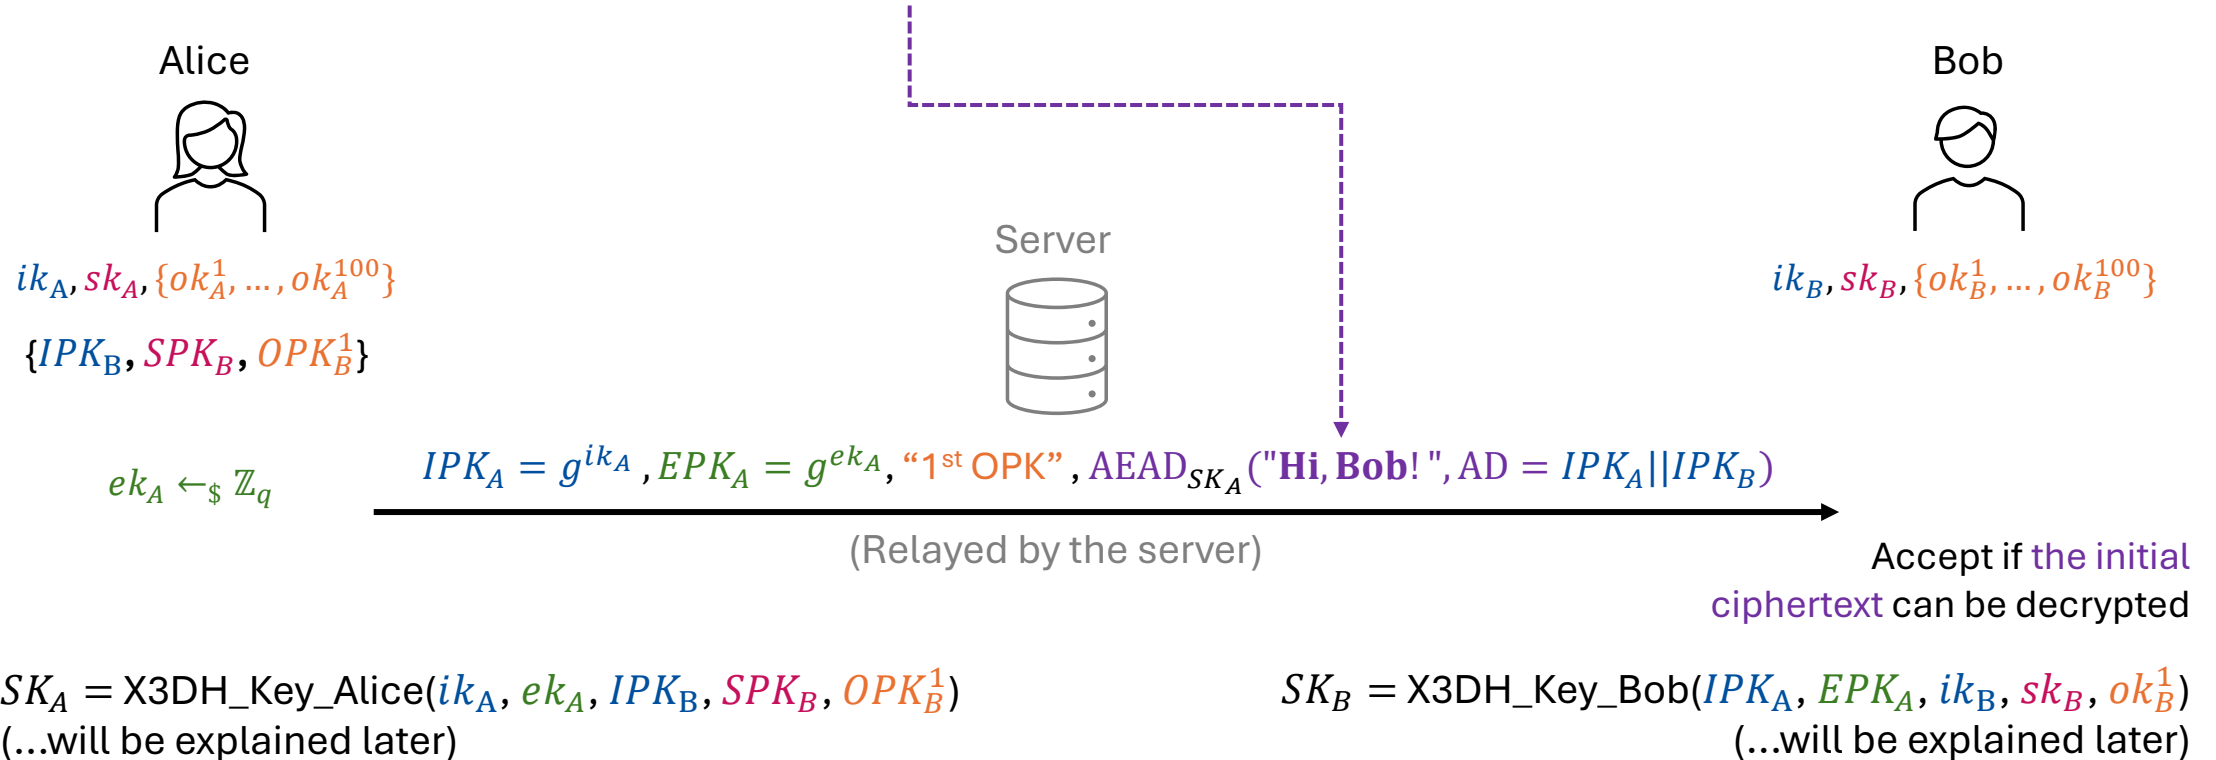 Alice
Bob
Server
ik_A, sk_A, {ok_A^1, …, ok_A^100}
ik_B, sk_B, {ok_B^1, …, ok_B^100}
{IPK_B, SPK_B, OPK_B^1}
ek_A ←_$ ℤ_q
IPK_A = g^{ik_A} , EPK_A = g^{ek_A}, “1st OPK” , AEAD_{SK_A}("Hi, Bob! ", AD = IPK_A||IPK_B)
(Relayed by the server)
Accept if the initial
ciphertext can be decrypted
SK_A = X3DH_Key_Alice(ik_A, ek_A, IPK_B, SPK_B, OPK_B^1)
(...will be explained later)
SK_B = X3DH_Key_Bob(IPK_A, EPK_A, ik_B, sk_B, ok_B^1)
(...will be explained later)